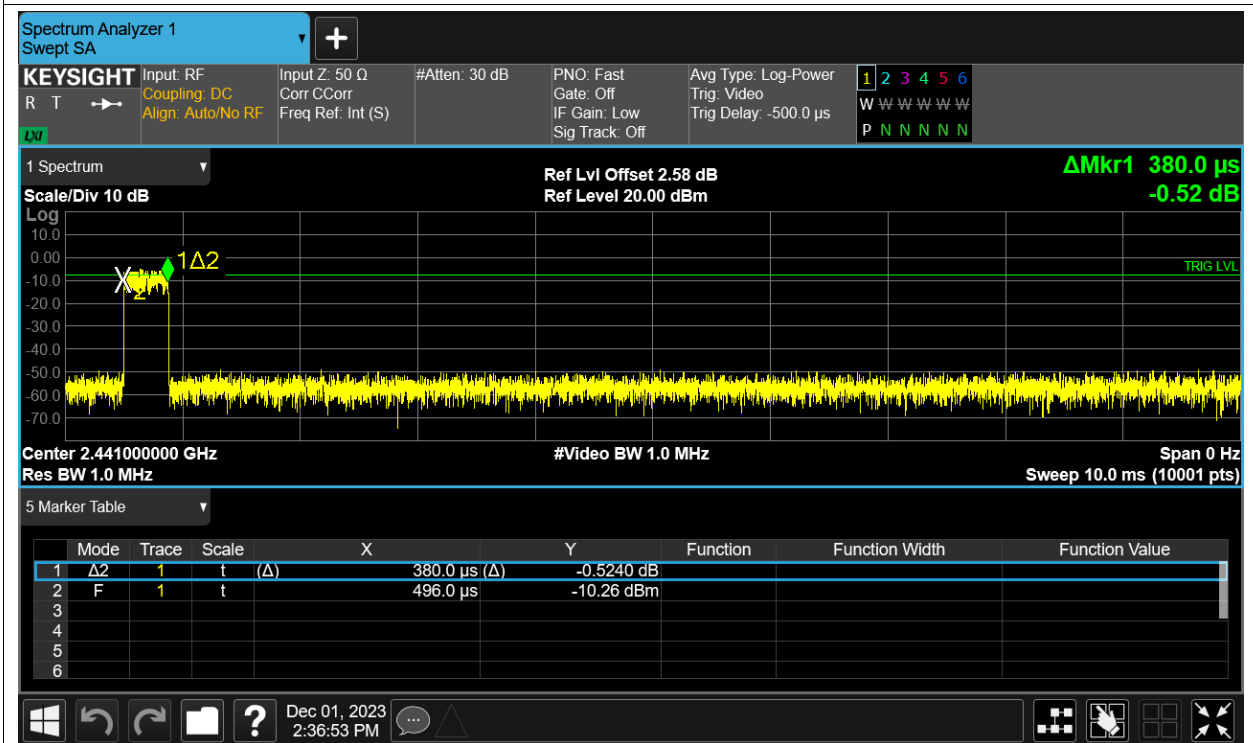 Spectrum Analyzer 1
Swept SA
KEYSIGHT
R T
LXI
Input: RF
Coupling: DC
Align: Auto/No RF
Input Z: 50 Ω
Corr CCorr
Freq Ref: Int (S)
#Atten: 30 dB
PNO: Fast
Gate: Off
IF Gain: Low
Sig Track: Off
Avg Type: Log-Power
Trig: Video
Trig Delay: -500.0 µs
1 2 3 4 5 6
W W W W W W
P N N N N N
1 Spectrum
Scale/Div 10 dB
Ref Lvl Offset 2.58 dB
Ref Level 20.00 dBm
ΔMkr1 380.0 µs
-0.52 dB
Log
10.0
0.00
-10.0
-20.0
-30.0
-40.0
-50.0
-60.0
-70.0
1Δ2
X
2
TRIG LVL
Center 2.441000000 GHz
#Video BW 1.0 MHz
Span 0 Hz
Res BW 1.0 MHz
Sweep 10.0 ms (10001 pts)
5 Marker Table
Mode Trace Scale X Y Function Function Width Function Value
1 Δ2 1 t (Δ) 380.0 µs (Δ) -0.5240 dB
2 F 1 t 496.0 µs -10.26 dBm
3
4
5
6
?
Dec 01, 2023
2:36:53 PM